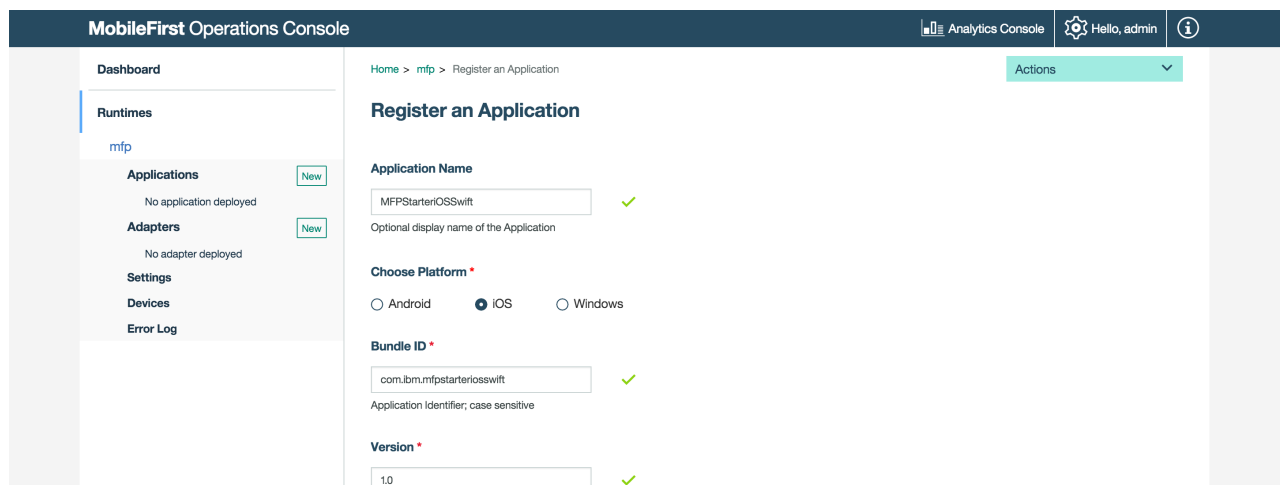 MobileFirst Operations Console
Analytics Console
Hello, admin
Dashboard
Runtimes
mfp
Applications New
No application deployed
Adapters New
No adapter deployed
Settings
Devices
Error Log
Home > mfp > Register an Application
Actions
Register an Application
Application Name
MFPStarteriOSSwift
Optional display name of the Application
Choose Platform *
Android iOS Windows
Bundle ID *
com.ibm.mfpstarteriosswift
Application Identifier; case sensitive
Version *
1.0